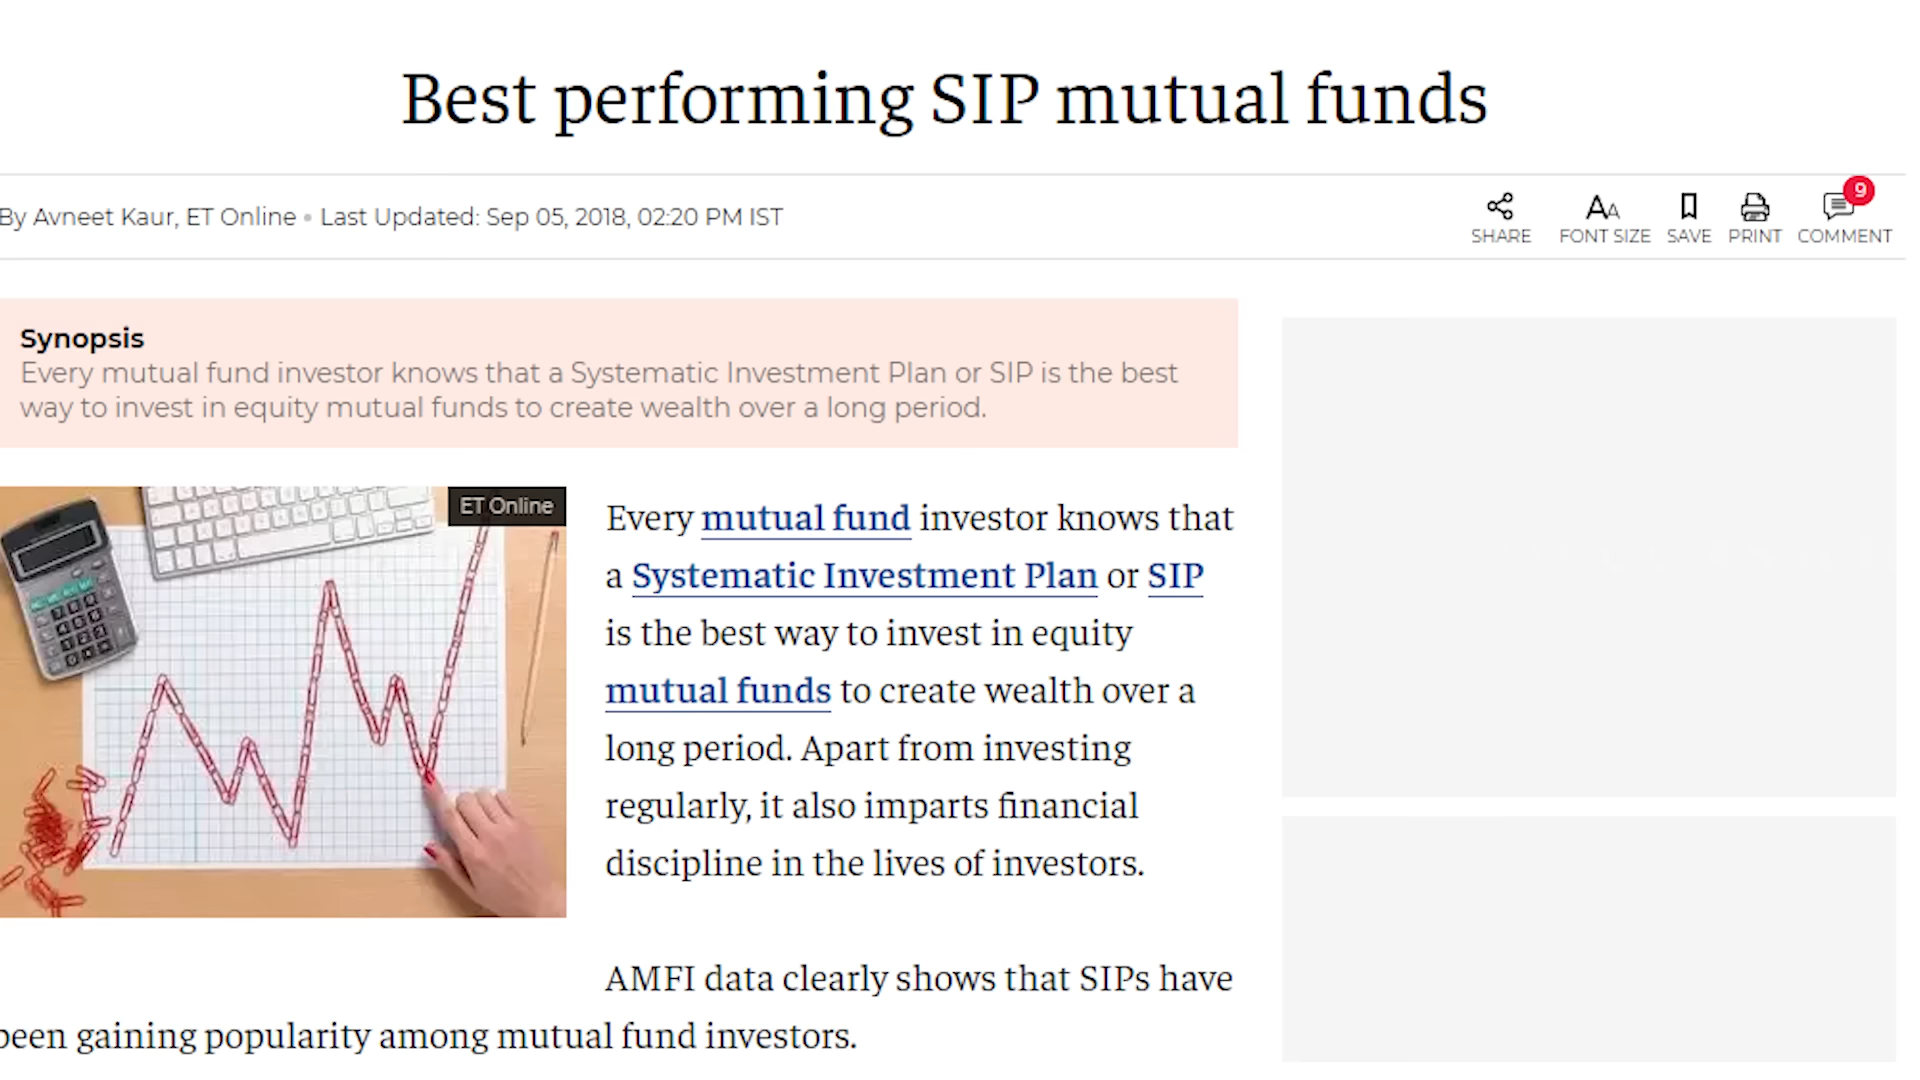 Best performing SIP mutual funds
By Avneet Kaur, ET Online • Last Updated: Sep 05, 2018, 02:20 PM IST
SHARE
FONT SIZE
SAVE
PRINT
9
COMMENT
Synopsis
Every mutual fund investor knows that a Systematic Investment Plan or SIP is the best
way to invest in equity mutual funds to create wealth over a long period.
ET Online
Every mutual fund investor knows that
a Systematic Investment Plan or SIP
is the best way to invest in equity
mutual funds to create wealth over a
long period. Apart from investing
regularly, it also imparts financial
discipline in the lives of investors.
AMFI data clearly shows that SIPs have
been gaining popularity among mutual fund investors.